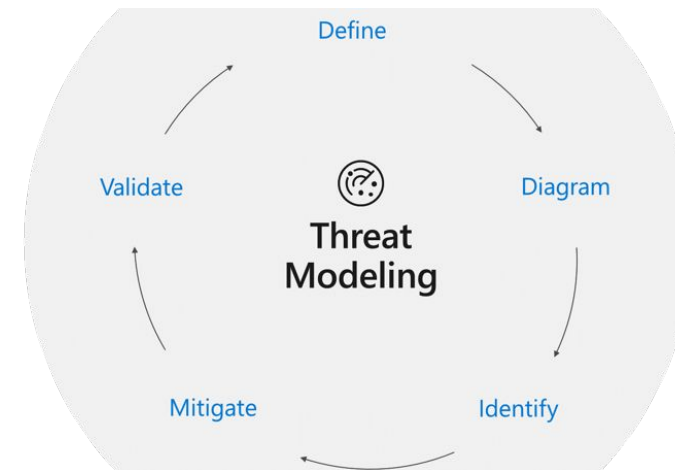 Define
Validate
Diagram
Threat
Modeling
Mitigate
Identify